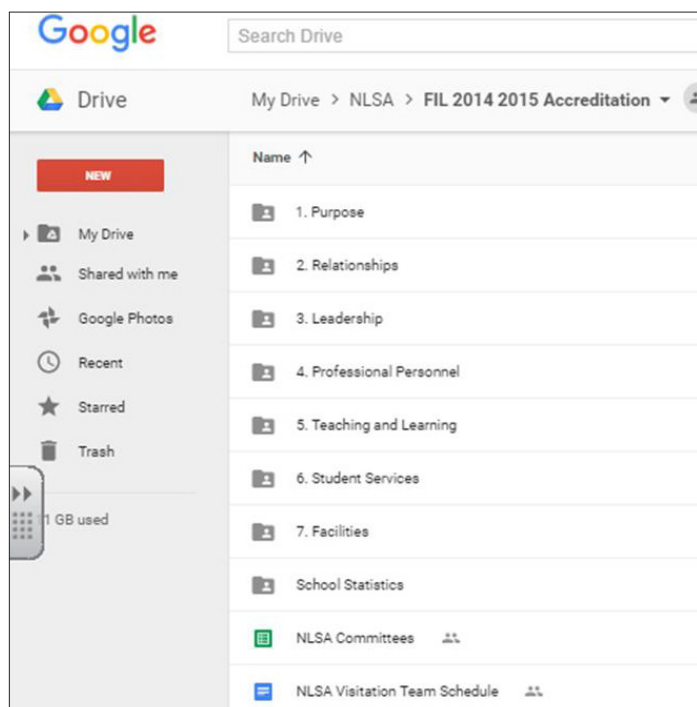 Google
Search Drive
Drive
My Drive > NLSA > FIL 2014 2015 Accreditation
NEW
My Drive
Shared with me
Google Photos
Recent
Starred
Trash
GB used
Name
1. Purpose
2. Relationships
3. Leadership
4. Professional Personnel
5. Teaching and Learning
6. Student Services
7. Facilities
School Statistics
NLSA Committees
NLSA Visitation Team Schedule